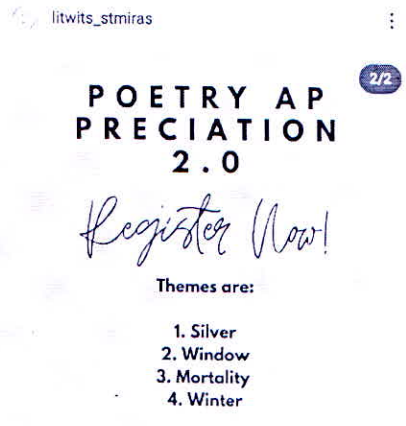 litwits_stmiras
2/2
POETRY AP
PRECIATION
2.0
Register Now!
Themes are:
1. Silver
2. Window
3. Mortality
4. Winter